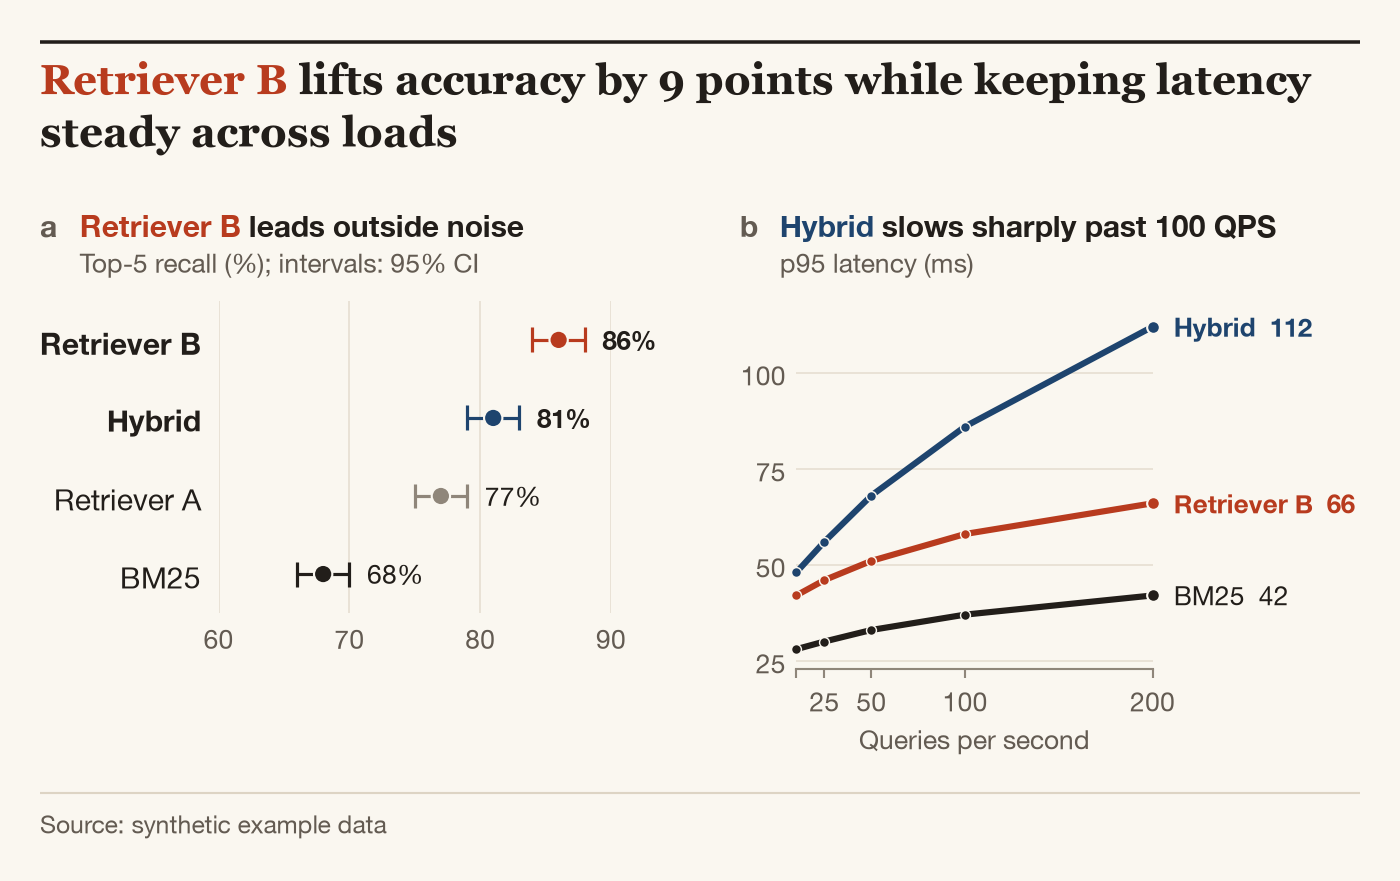 Retriever B lifts accuracy by 9 points while keeping latency
steady across loads
a Retriever B leads outside noise
Top-5 recall (%); intervals: 95% CI
Retriever B 86%
Hybrid 81%
Retriever A 77%
BM25 68%
60 70 80 90
b Hybrid slows sharply past 100 QPS
p95 latency (ms)
Hybrid 112
100
75
Retriever B 66
50
BM25 42
25
25 50 100 200
Queries per second
Source: synthetic example data